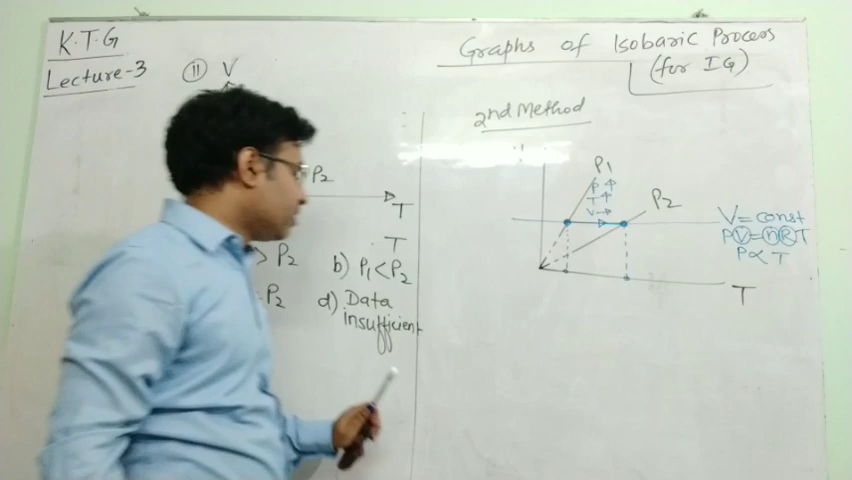 K.T.G
Lecture-3
⑪ V
P2
T
T
> P2
b) P1<P2
P2
d) Data
insufficient
Graphs of Isobaric Process
(for IG)
2nd Method
P1
P↑
T↑
V→
P2
V=const
PV=nRT
P∝T
T